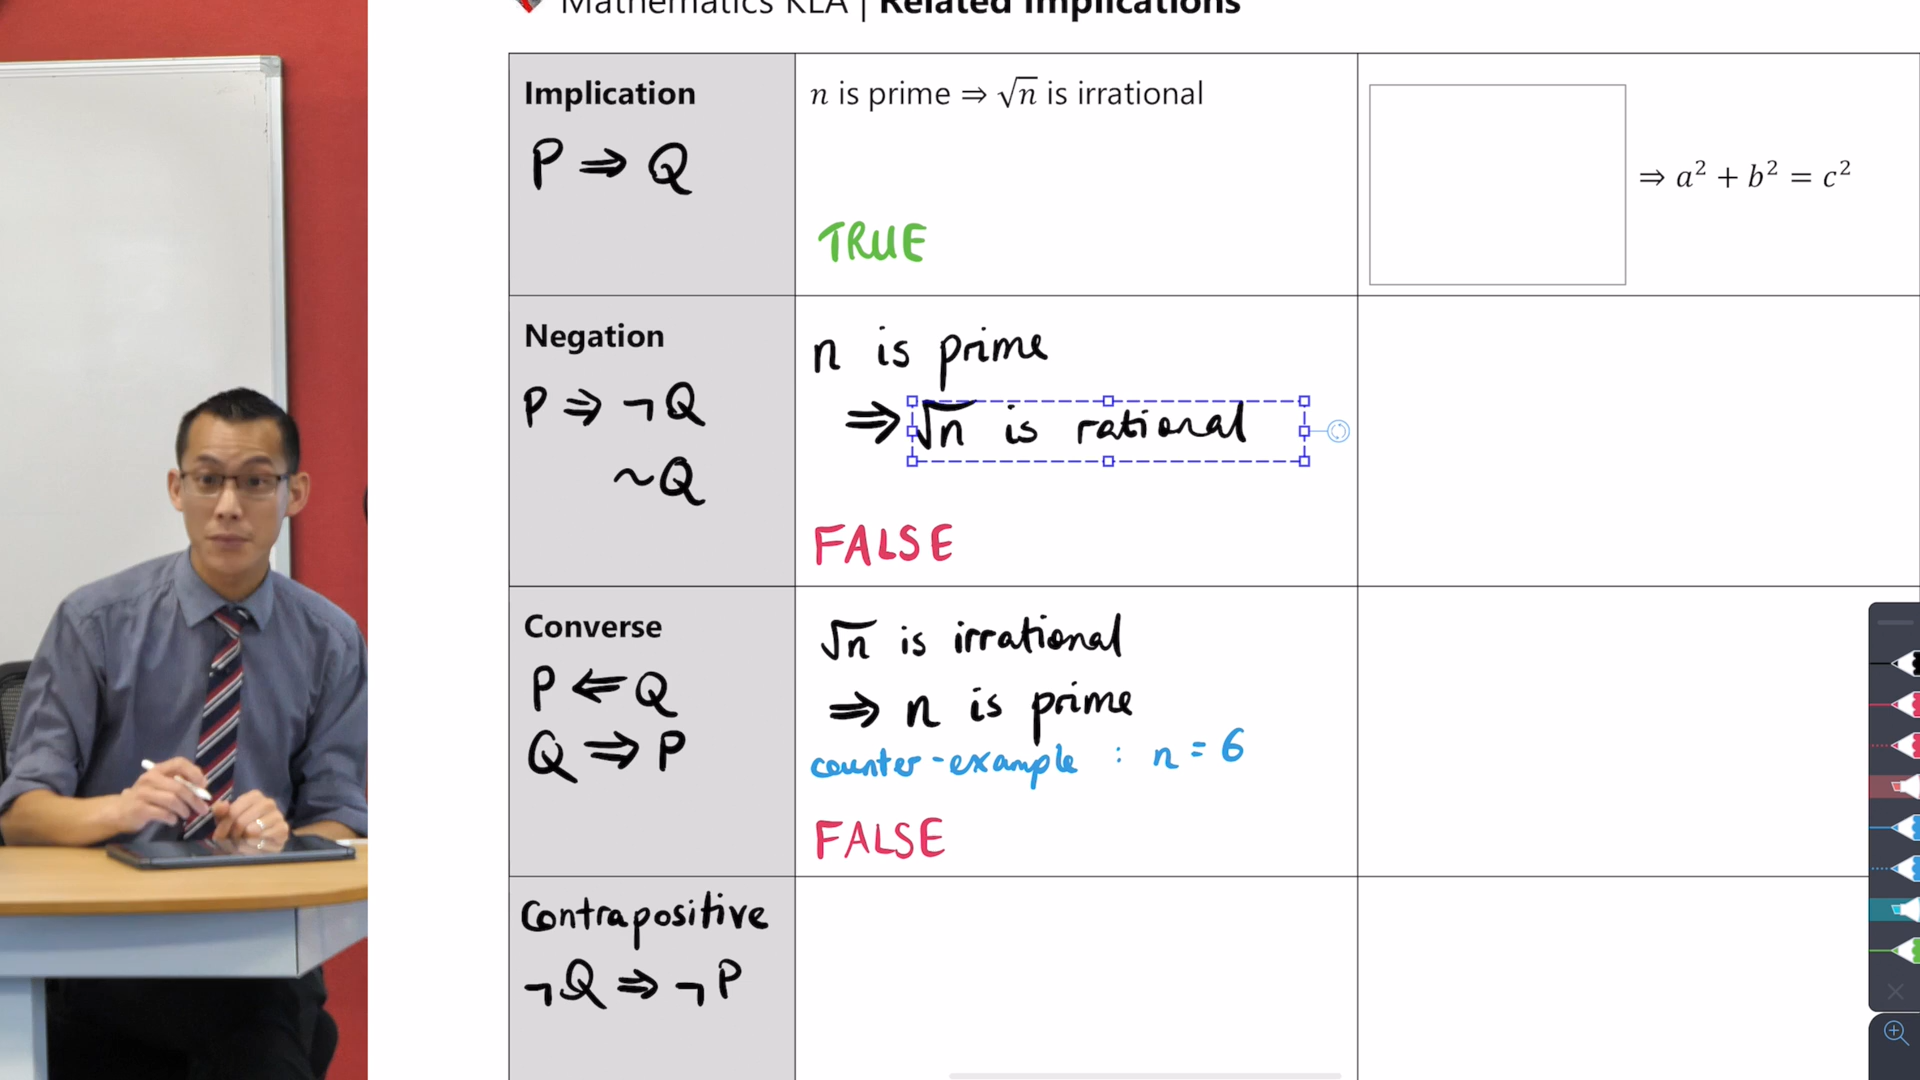 Mathematics KLA | Related Implications
Implication
P ⇒ Q
n is prime ⇒ √n is irrational
TRUE
⇒ a² + b² = c²
Negation
P ⇒ ¬Q
~Q
n is prime
⇒ √n is rational
FALSE
Converse
P ⇐ Q
Q ⇒ P
√n is irrational
⇒ n is prime
counter-example : n = 6
FALSE
Contrapositive
¬Q ⇒ ¬P